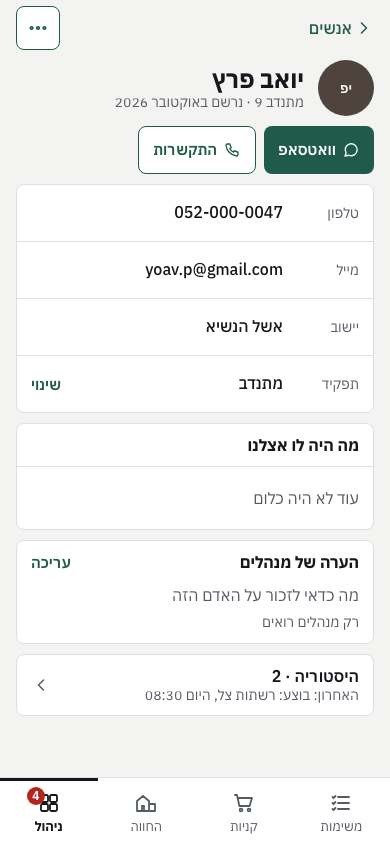 אנשים
יפ
יואב פרץ
מתנדב 9 · נרשם באוקטובר 2026
וואטסאפ
התקשרות
טלפון 052-000-0047
מייל yoav.p@gmail.com
יישוב אשל הנשיא
תפקיד מתנדב שינוי
מה היה לו אצלנו
עוד לא היה כלום
הערה של מנהלים עריכה
מה כדאי לזכור על האדם הזה
רק מנהלים רואים
היסטוריה · 2
האחרון: בוצע: רשתות צל, היום 08:30
משימות
קניות
החווה
ניהול 4